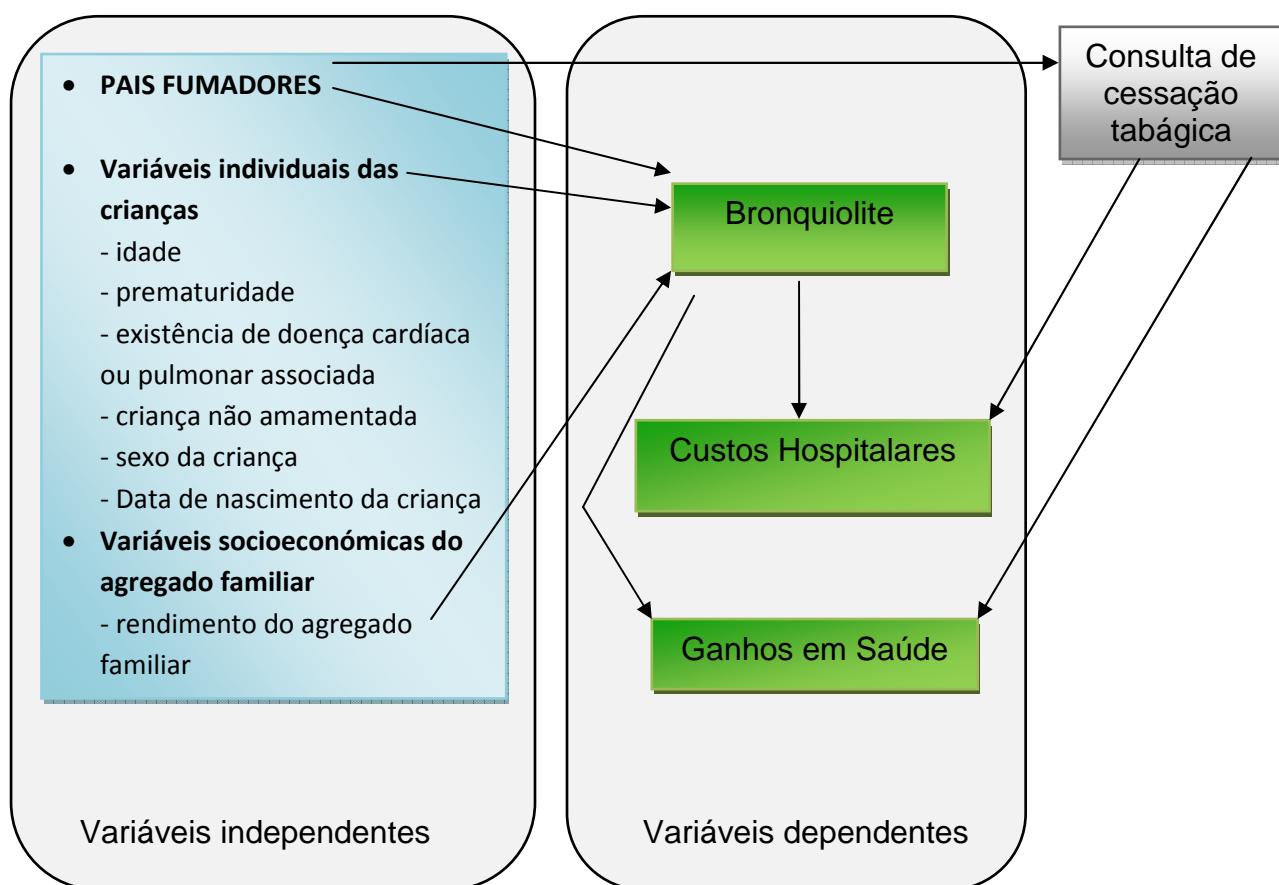 • PAIS FUMADORES
• Variáveis individuais das
crianças
- idade
- prematuridade
- existência de doença cardíaca
ou pulmonar associada
- criança não amamentada
- sexo da criança
- Data de nascimento da criança
• Variáveis socioeconómicas do
agregado familiar
- rendimento do agregado
familiar
Variáveis independentes
Bronquiolite
Custos Hospitalares
Ganhos em Saúde
Variáveis dependentes
Consulta de
cessação
tabágica